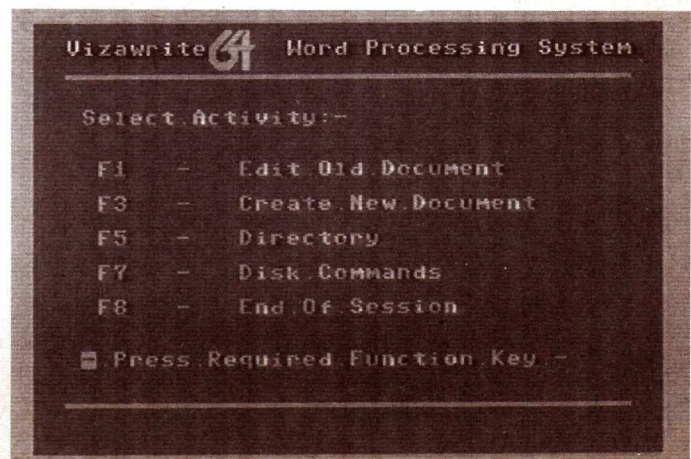 Vizawrite 64 Word Processing System
Select.Activity:-
F1 - Edit.Old.Document
F3 - Create.New.Document
F5 - Directory
F7 - Disk.Commands
F8 - End.Of.Session
Press.Required.Function.Key.-